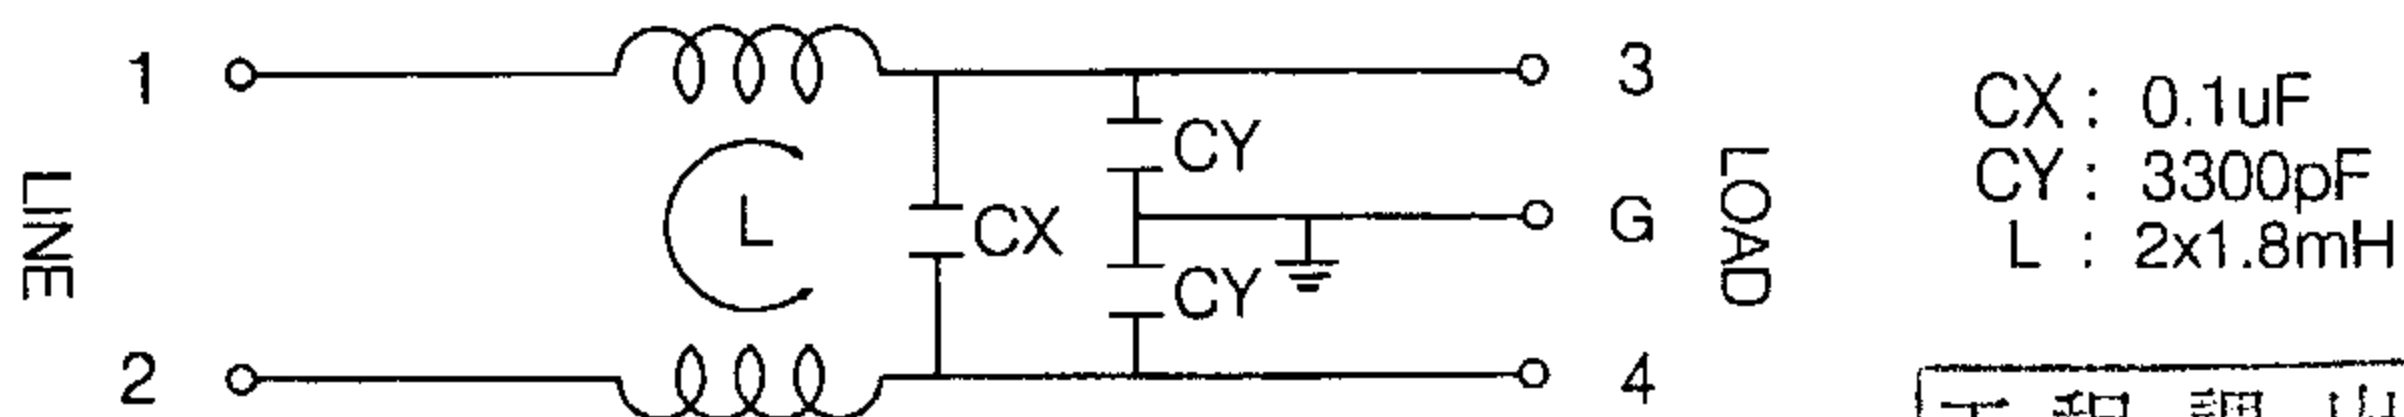 1
3
LINE
L
CX
CY
CY
G
LOAD
2
4
CX : 0.1uF
CY : 3300pF
L : 2x1.8mH